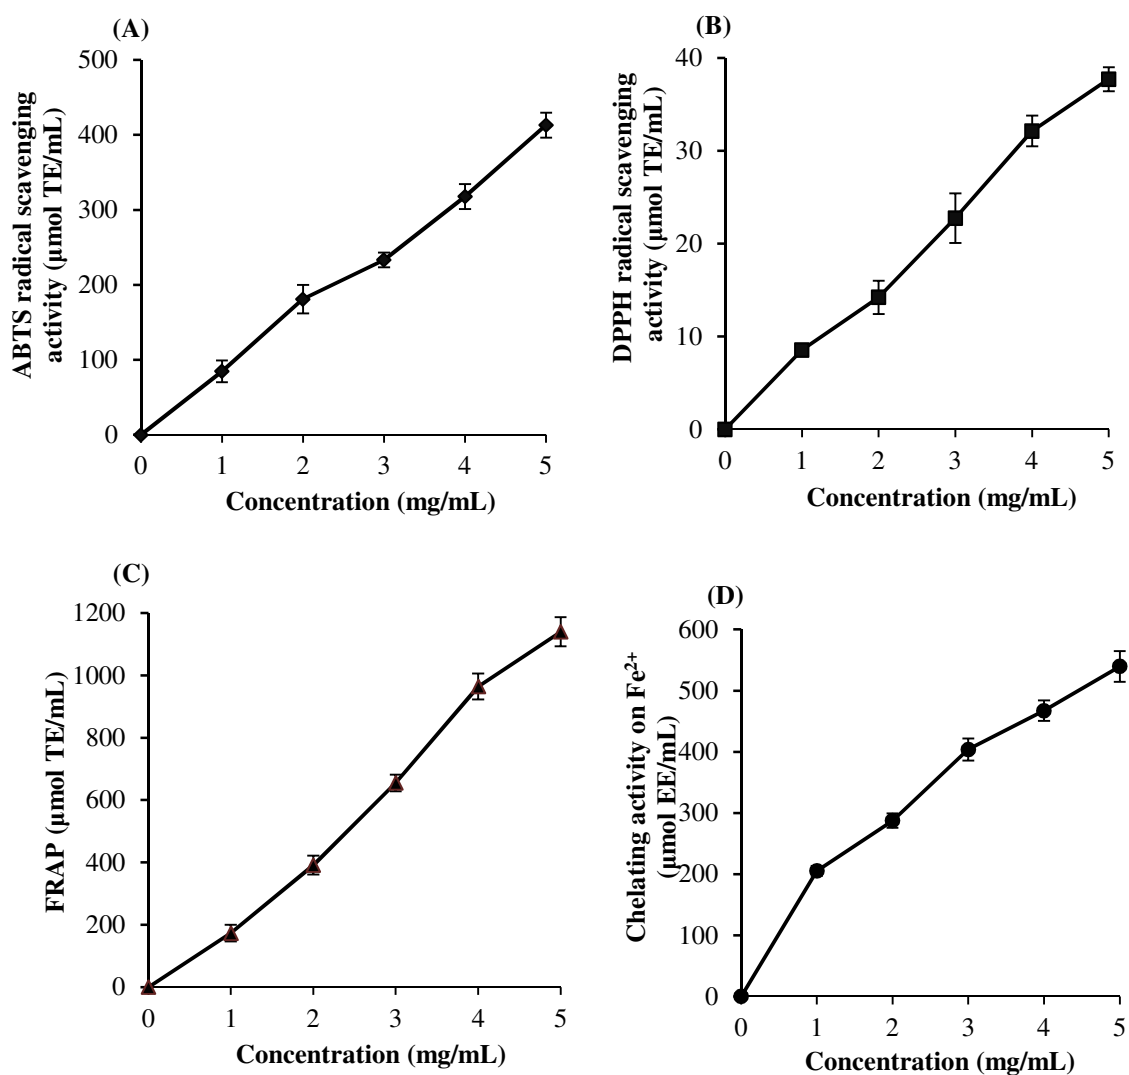 (A)
500
400
300
200
100
0
0 1 2 3 4 5
ABTS radical scavenging
activity (μmol TE/mL)
Concentration (mg/mL)
(B)
40
30
20
10
0
0 1 2 3 4 5
DPPH radical scavenging
activity (μmol TE/mL)
Concentration (mg/mL)
(C)
1200
1000
800
600
400
200
0
0 1 2 3 4 5
FRAP (μmol TE/mL)
Concentration (mg/mL)
(D)
600
500
400
300
200
100
0
0 1 2 3 4 5
Chelating activity on Fe²⁺
(μmol EE/mL)
Concentration (mg/mL)